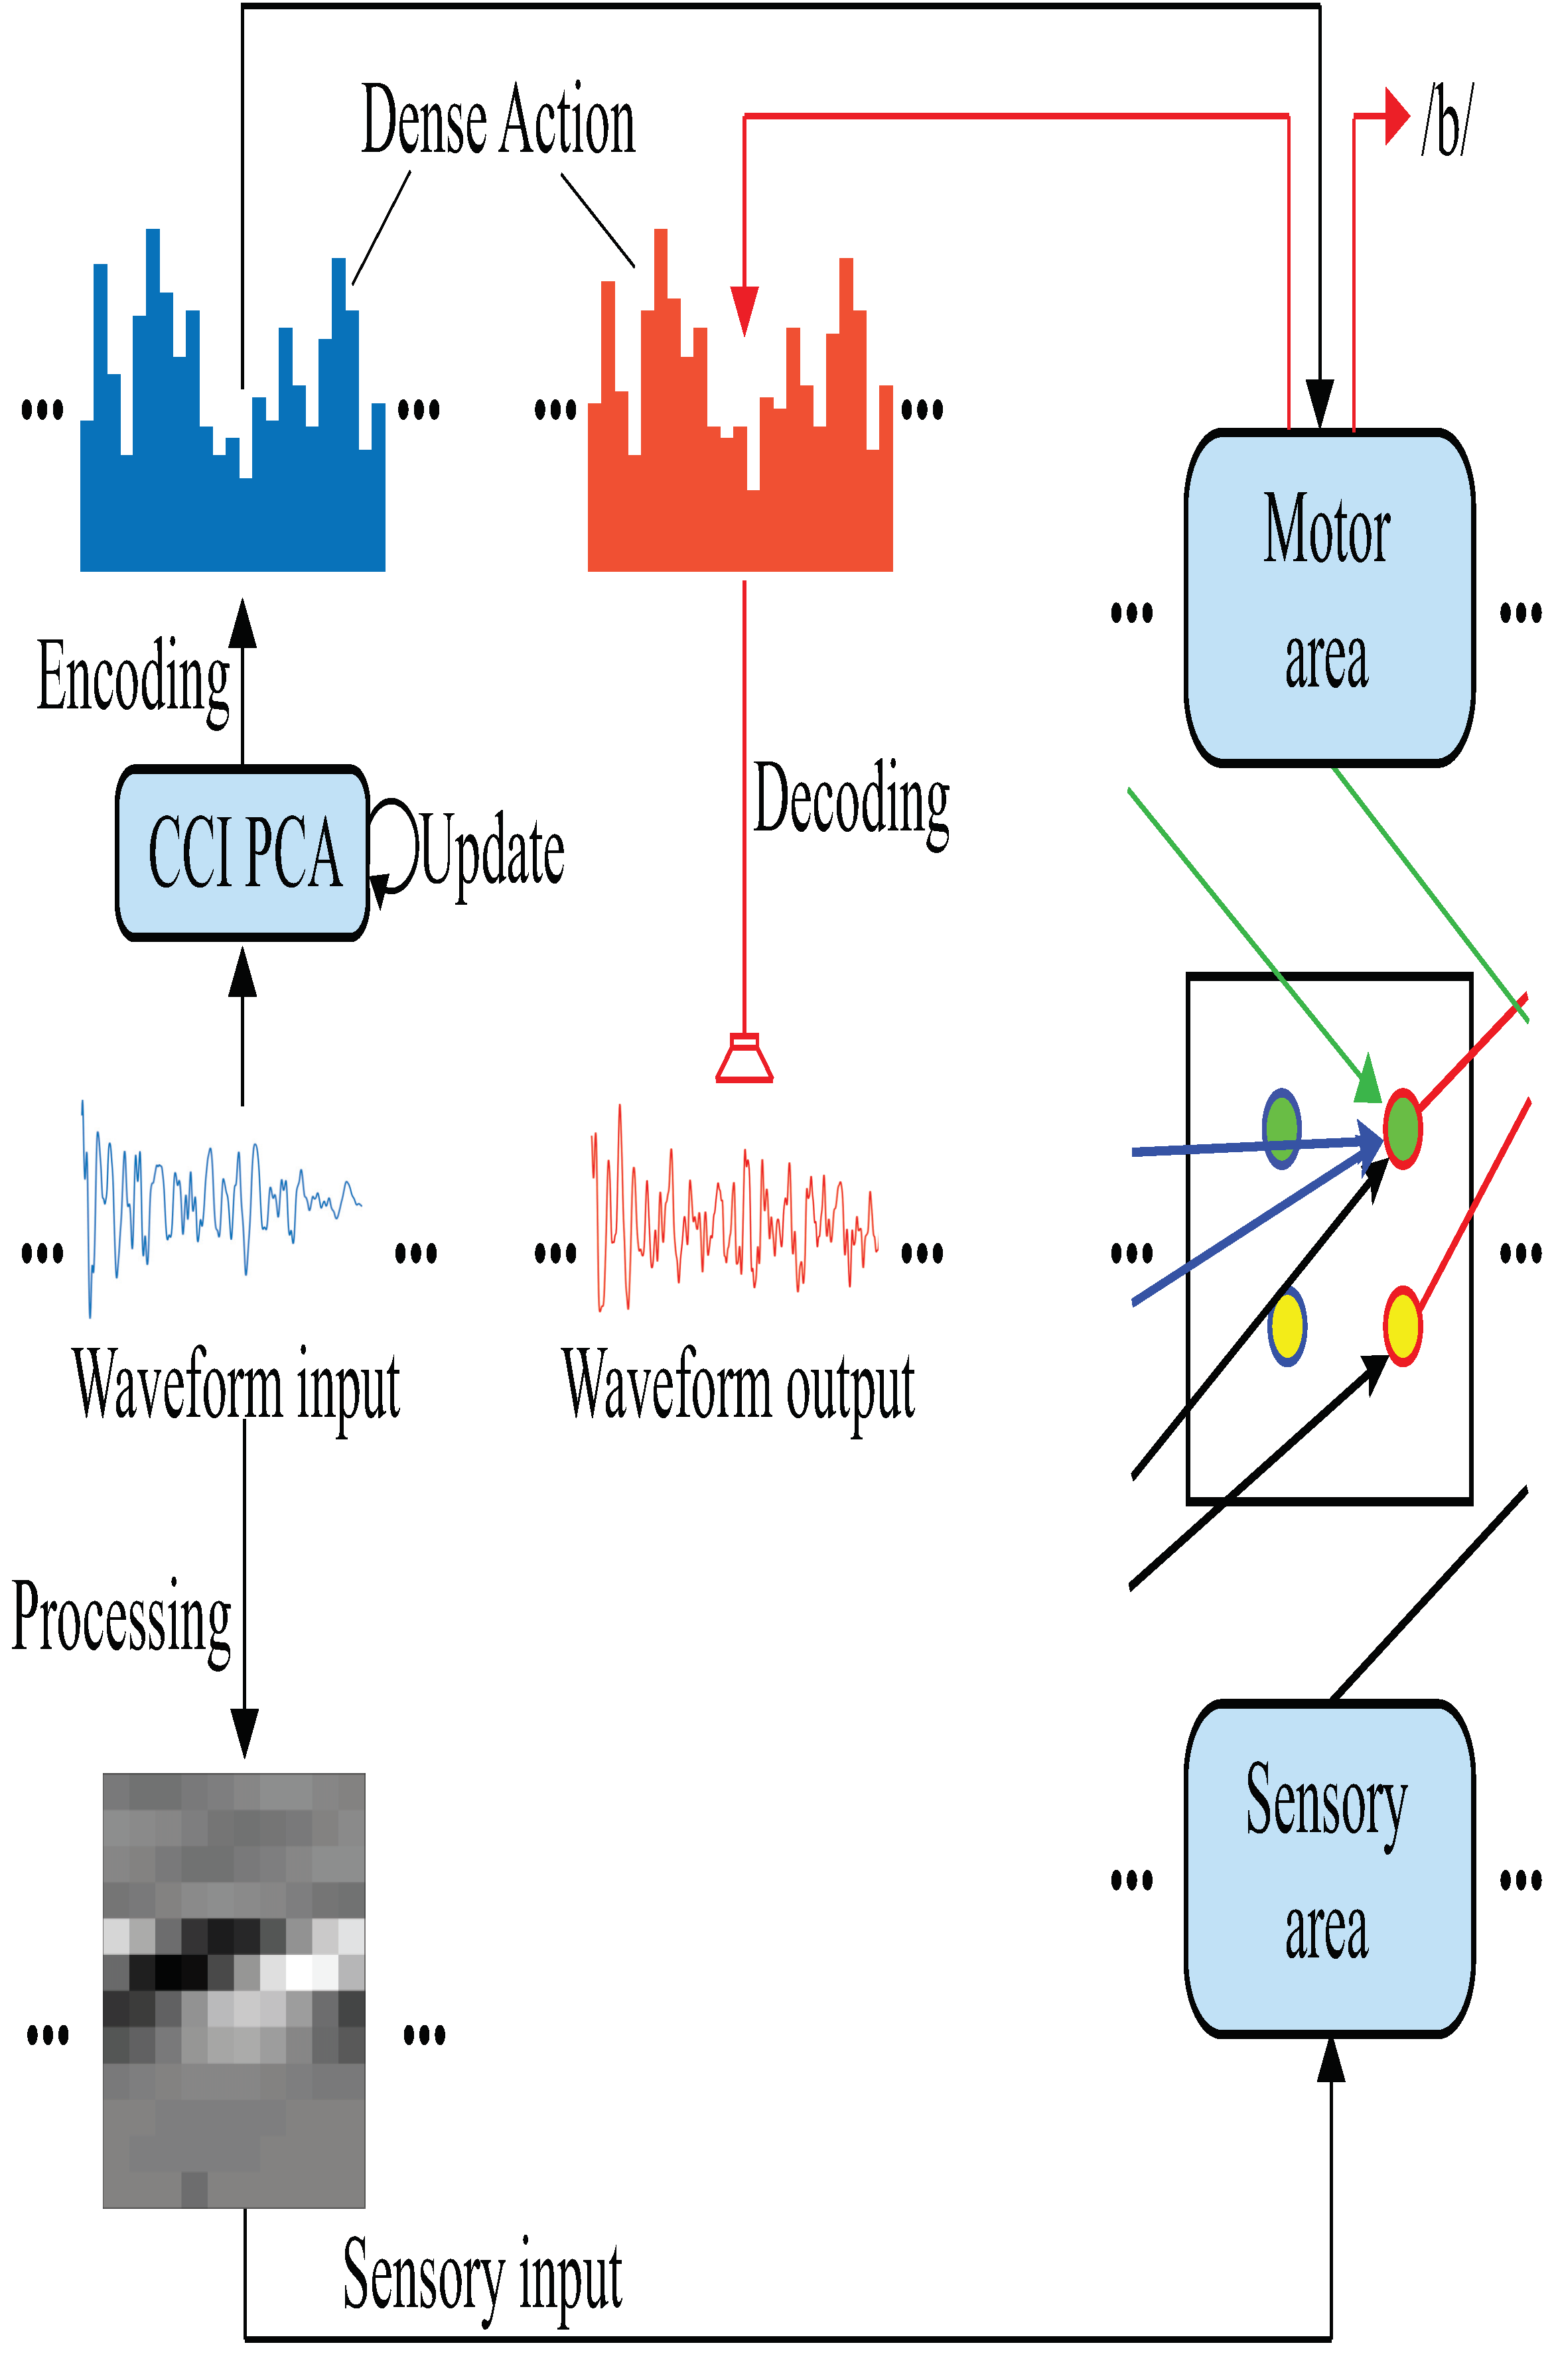 Dense Action
/b/
Motor
area
Encoding
Decoding
CCI PCA
Update
Waveform input
Waveform output
Processing
Sensory
area
Sensory input